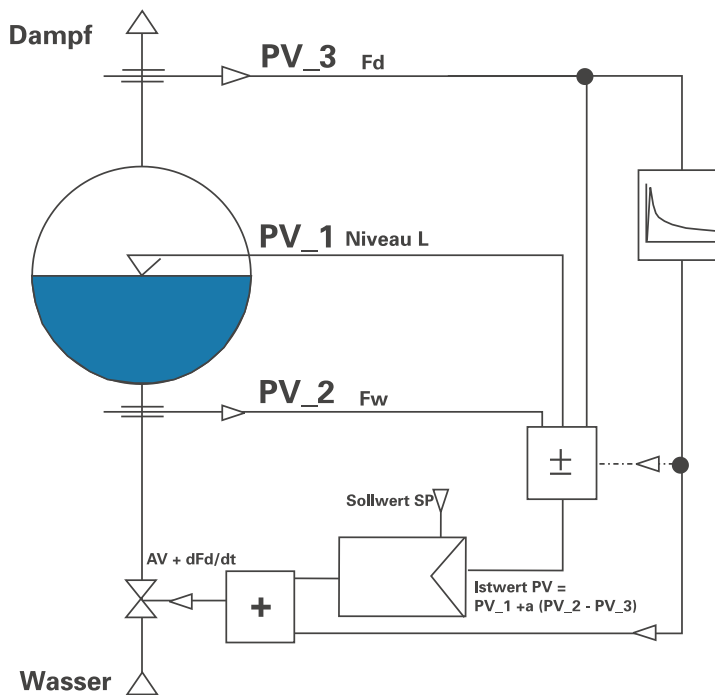 Dampf
PV_3 Fd
PV_1 Niveau L
PV_2 Fw
±
Sollwert SP
AV + dFd/dt
+
Istwert PV =
PV_1 +a (PV_2 - PV_3)
Wasser